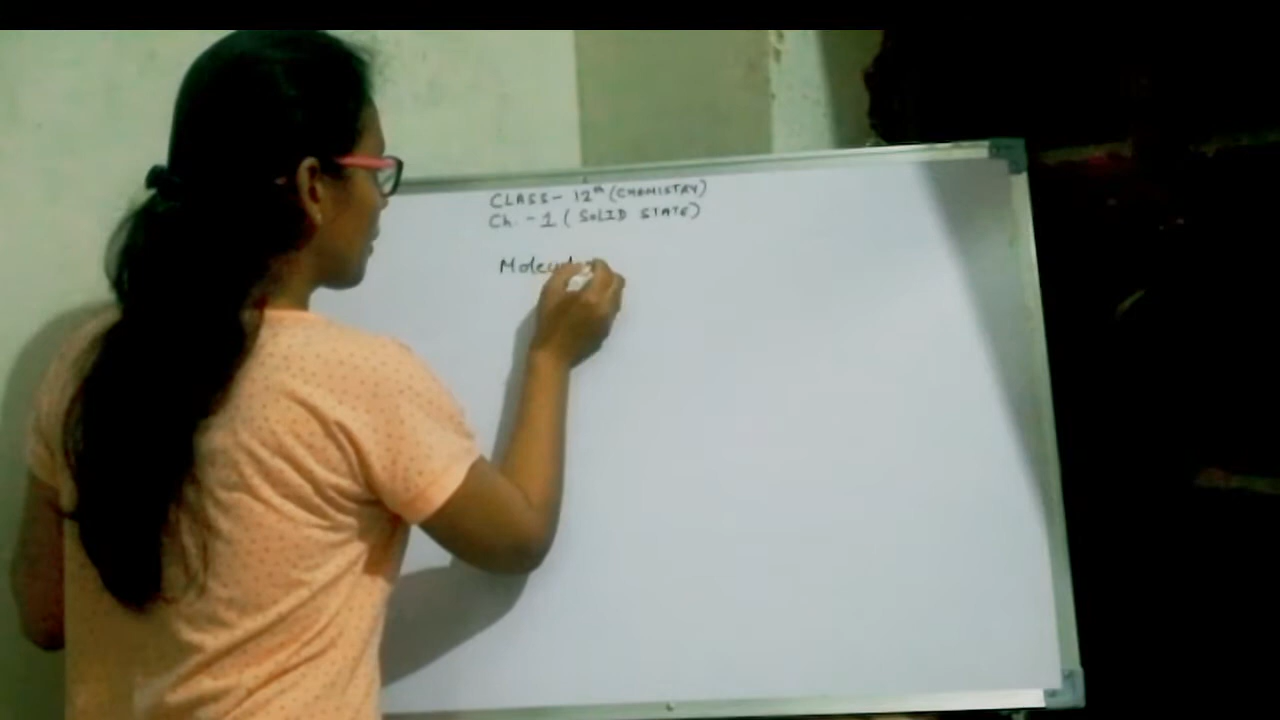 CLASS- 12th (CHEMISTRY)
Ch. - 1 ( SOLID STATE)